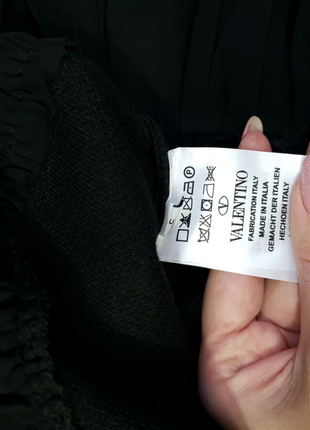 VALENTINO
FABRICATION ITALY
MADE IN ITALIA
GEMACHT DER ITALIEN
HECHOEN ITALY